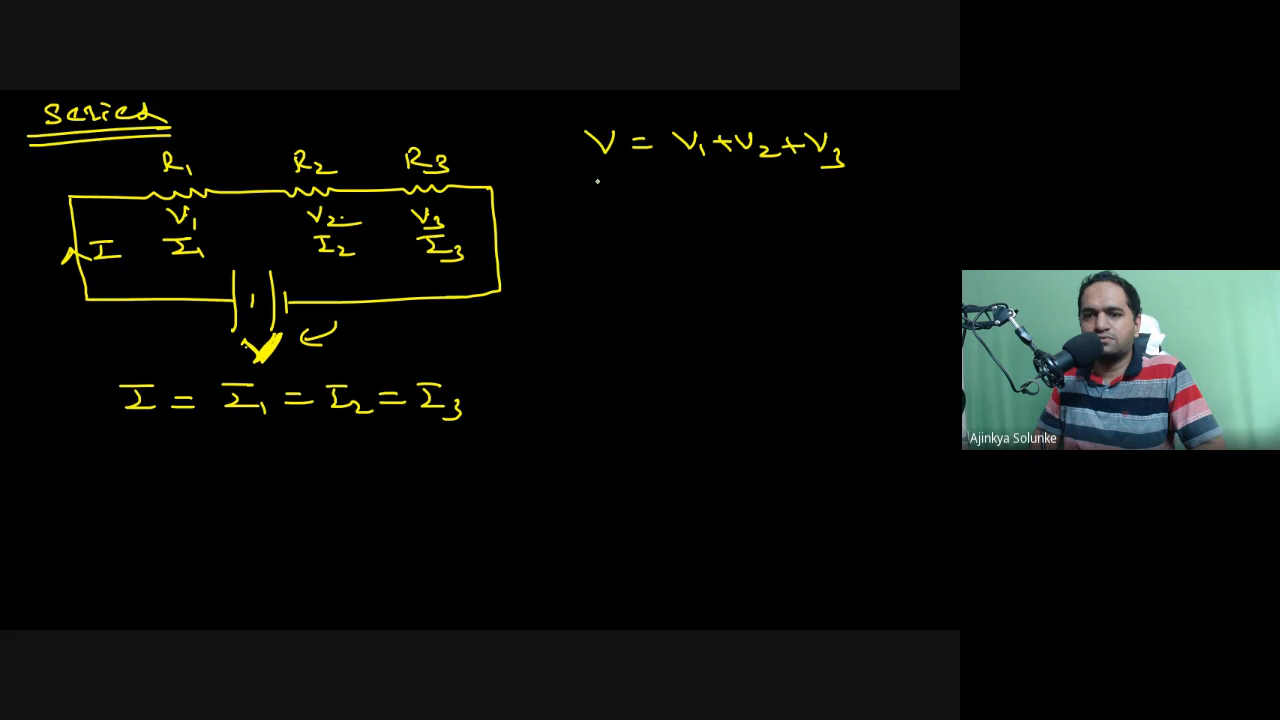 Series
R1 R2 R3
V1 V2 V3
I I1 I2 I3
V
I = I1 = I2 = I3
V = V1+V2+V3
Ajinkya Solunke